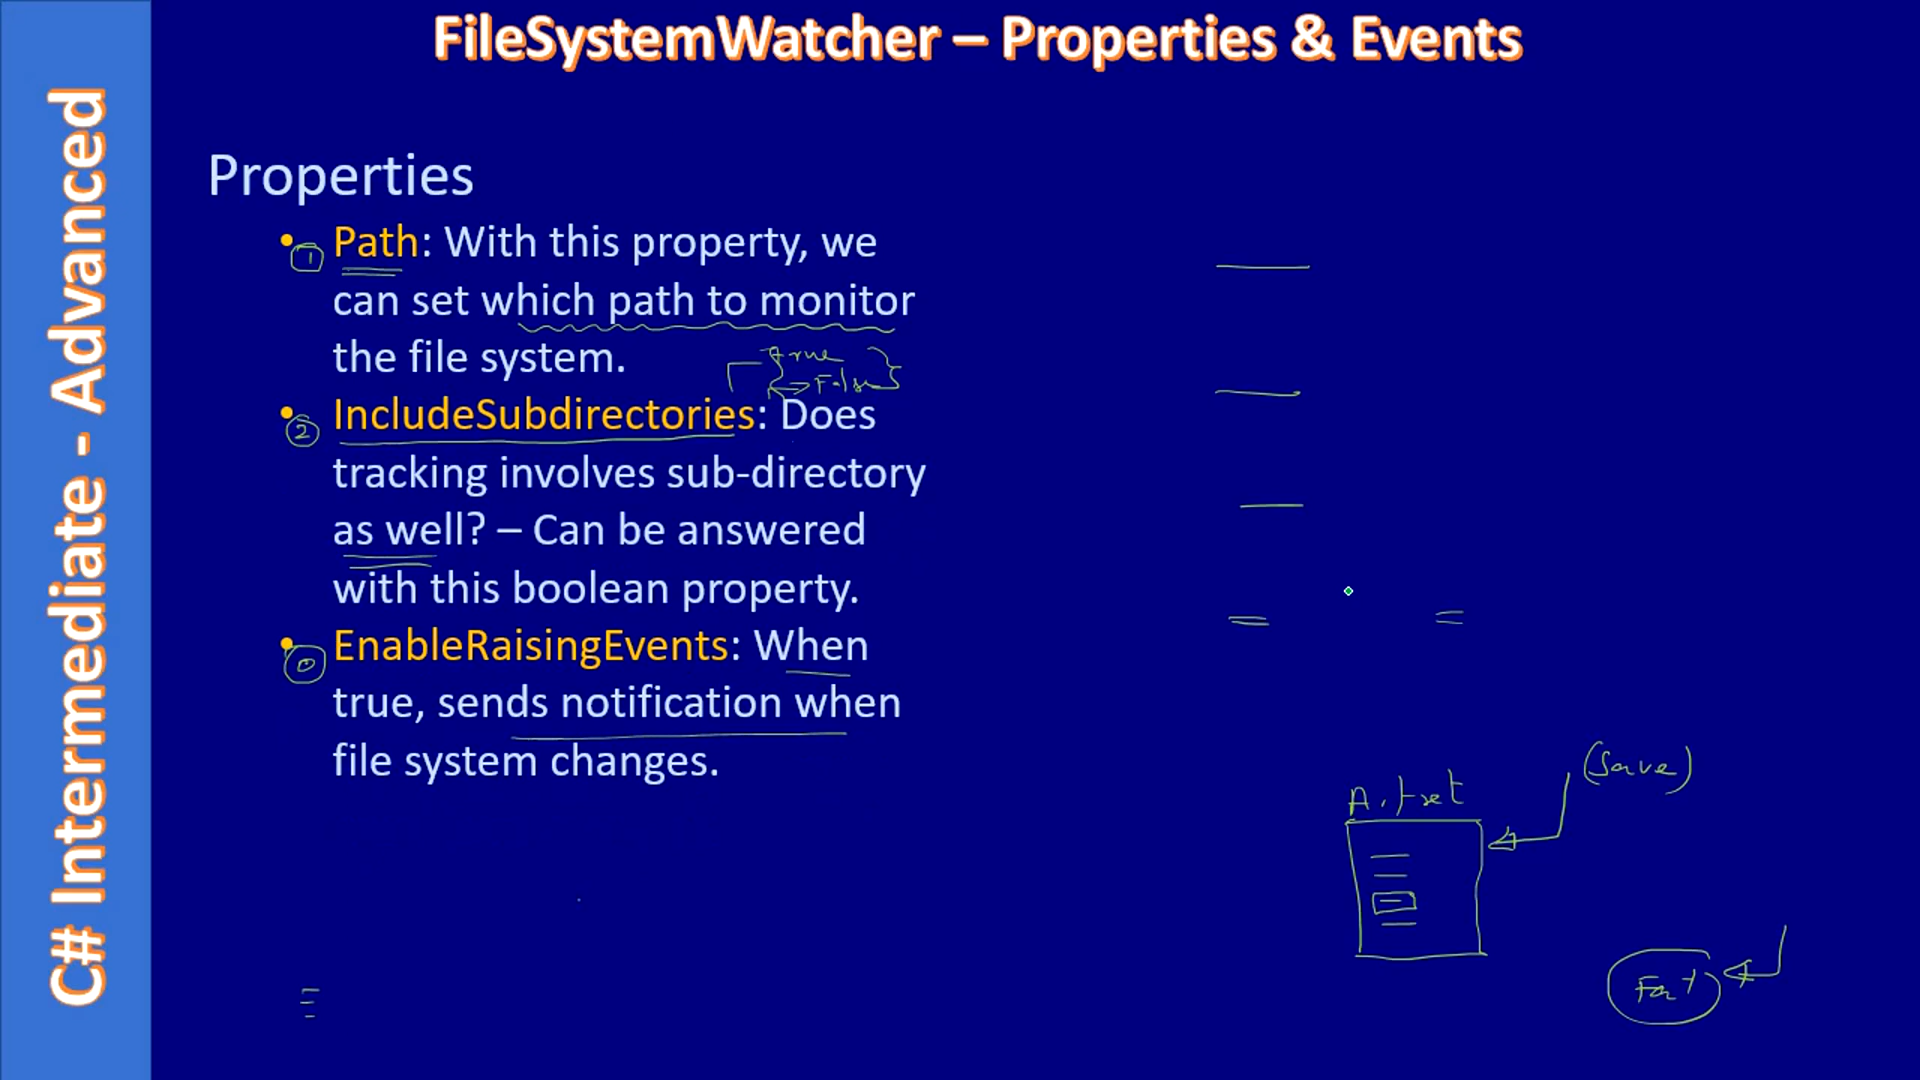 FileSystemWatcher – Properties & Events
C# Intermediate - Advanced
Properties
• Path: With this property, we
can set which path to monitor
the file system.
• IncludeSubdirectories: Does
tracking involves sub-directory
as well? – Can be answered
with this boolean property.
• EnableRaisingEvents: When
true, sends notification when
file system changes.
1
2
true
False
(Save)